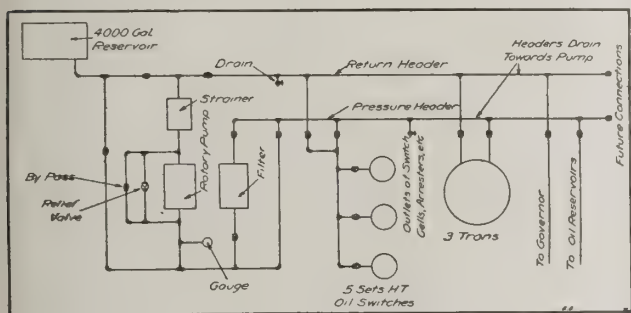 4000 Gal.
Reservoir
Drain
Return Header
Headers Drain
Towards Pump
Strainer
Pressure Header
Rotary Pump
Filter
By Pass
Relief
Valve
Gauge
Outlets at Switch
Cells, Arresters, etc
5 Sets HT
Oil Switches
3 Trans
To Governor
To Oil Reservoirs
Future Connections